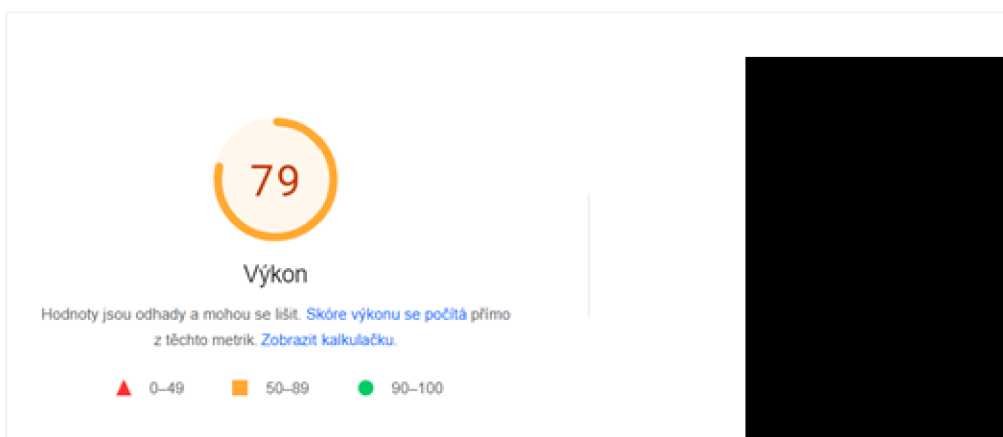 79
Výkon
Hodnoty jsou odhady a mohou se lišit. Skóre výkonu se počítá přímo
z těchto metrik. Zobrazit kalkulačku.
0–49 50–89 90–100